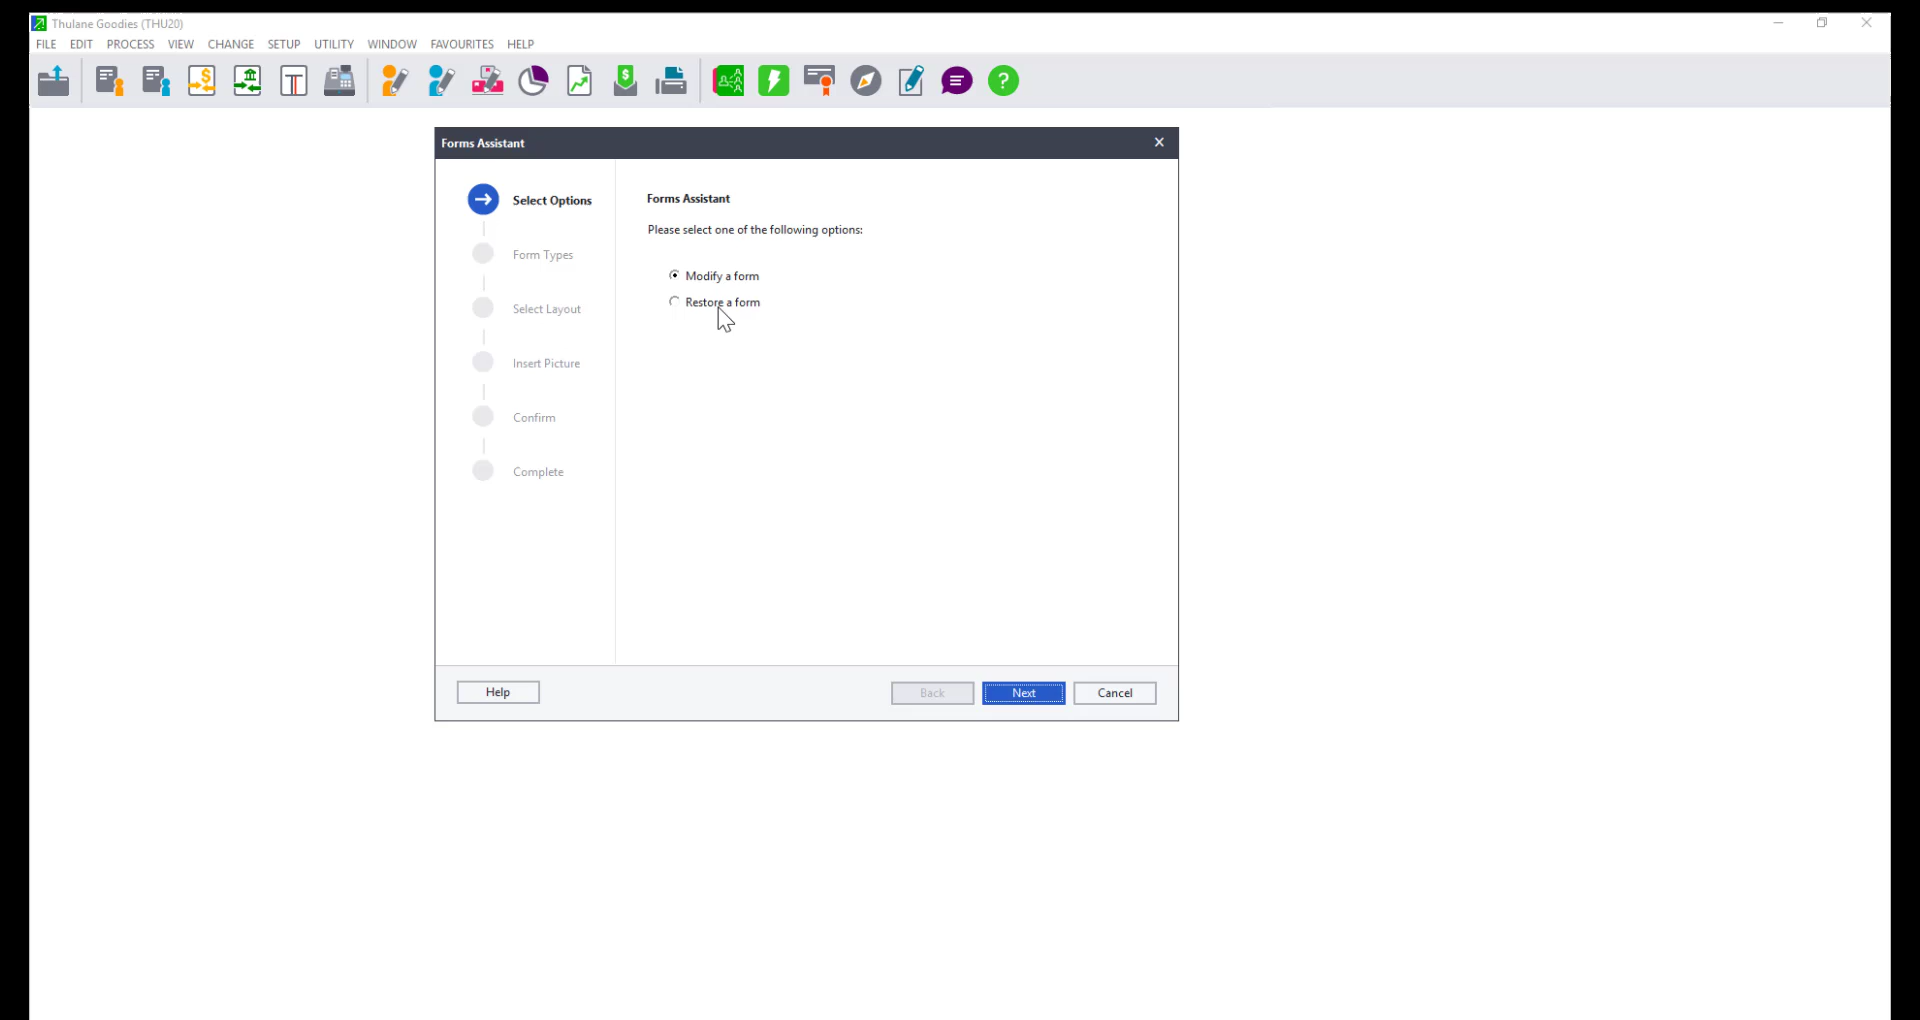 Thulane Goodies (THU20)
FILE EDIT PROCESS VIEW CHANGE SETUP UTILITY WINDOW FAVOURITES HELP
Forms Assistant
Select Options
Form Types
Select Layout
Insert Picture
Confirm
Complete
Forms Assistant
Please select one of the following options:
Modify a form
Restore a form
Help Back Next Cancel